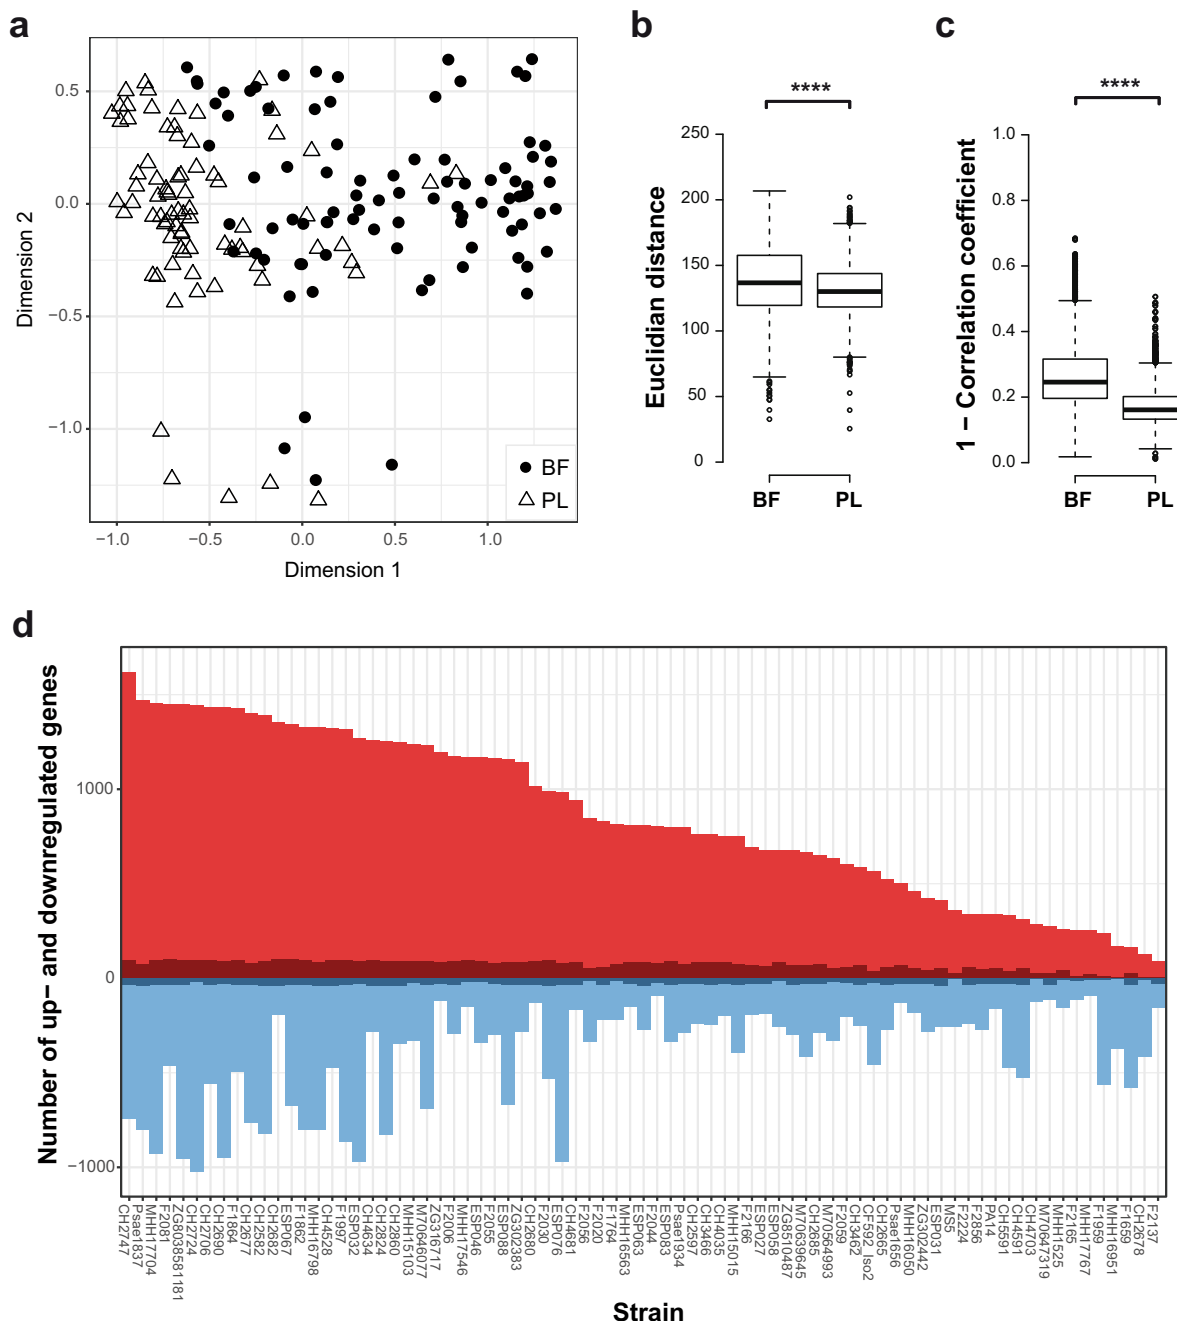 a
0.5
0.0
−0.5
−1.0
Dimension 2
BF
PL
−1.0
−0.5
0.0
0.5
1.0
Dimension 1
b
****
250
200
150
100
50
0
Euclidian distance
BF
PL
c
****
1.0
0.8
0.6
0.4
0.2
0.0
1 − Correlation coefficient
BF
PL
d
Number of up− and downregulated genes
1000
0
−1000
CH2747
Psae1837
MHH17704
F2081
ZG8038581181
CH2724
CH2706
CH2690
F1864
CH2677
CH2582
CH2682
ESP067
F1862
MHH16798
CH4528
F1997
ESP032
CH4634
CH2824
CH2860
MHH15103
M70646077
ZG316717
F2006
MHH17546
ESP046
F2055
ESP088
ZG302383
CH2680
F2030
ESP076
CH4681
F2056
F2020
F1764
MHH16563
ESP063
F2044
ESP083
Psae1934
CH2597
CH3466
CH4035
MHH15015
F2166
ESP027
ESP058
ZG8510487
M70639645
CH2685
M70564993
F2059
CH3462
CH592_Iso2
CH2665
Psae1656
MHH16050
ZG302442
ESP031
MS5
F2224
F2856
PA14
CH5591
CH4591
CH4703
M70647319
MHH1525
F2165
MHH17767
F1959
MHH16951
F1659
CH2678
F2137
Strain